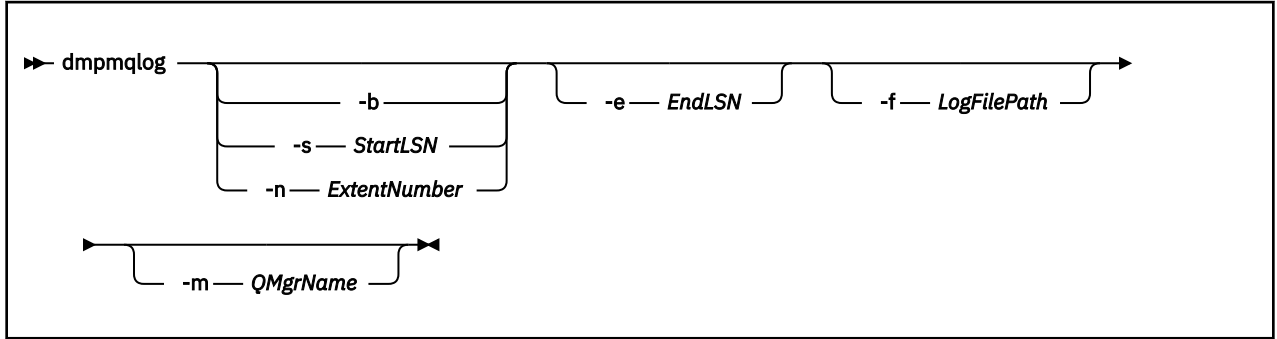 dmpmqlog
-b
-e EndLSN
-f LogFilePath
-s StartLSN
-n ExtentNumber
-m QMgrName